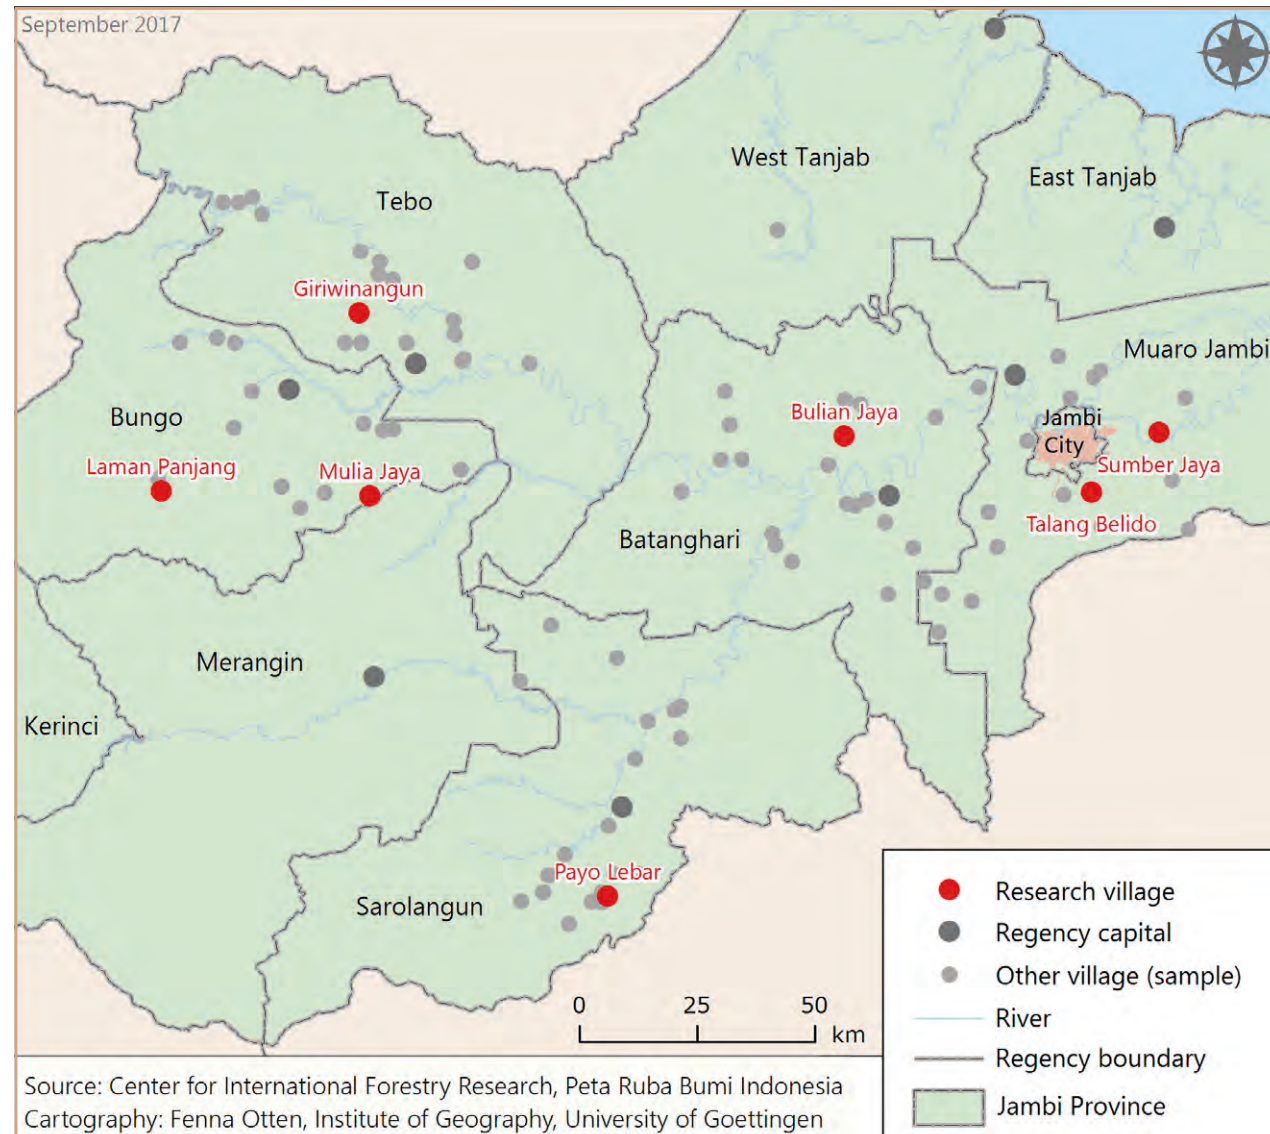 September 2017
West Tanjab
East Tanjab
Tebo
Giriwinangun
Muaro Jambi
Bungo
Bulian Jaya
Jambi
City
Laman Panjang
Mulia Jaya
Sumber Jaya
Talang Belido
Batanghari
Merangin
Kerinci
Payo Lebar
Sarolangun
0 25 50
km
Research village
Regency capital
Other village (sample)
River
Regency boundary
Jambi Province
Source: Center for International Forestry Research, Peta Ruba Bumi Indonesia
Cartography: Fenna Otten, Institute of Geography, University of Goettingen